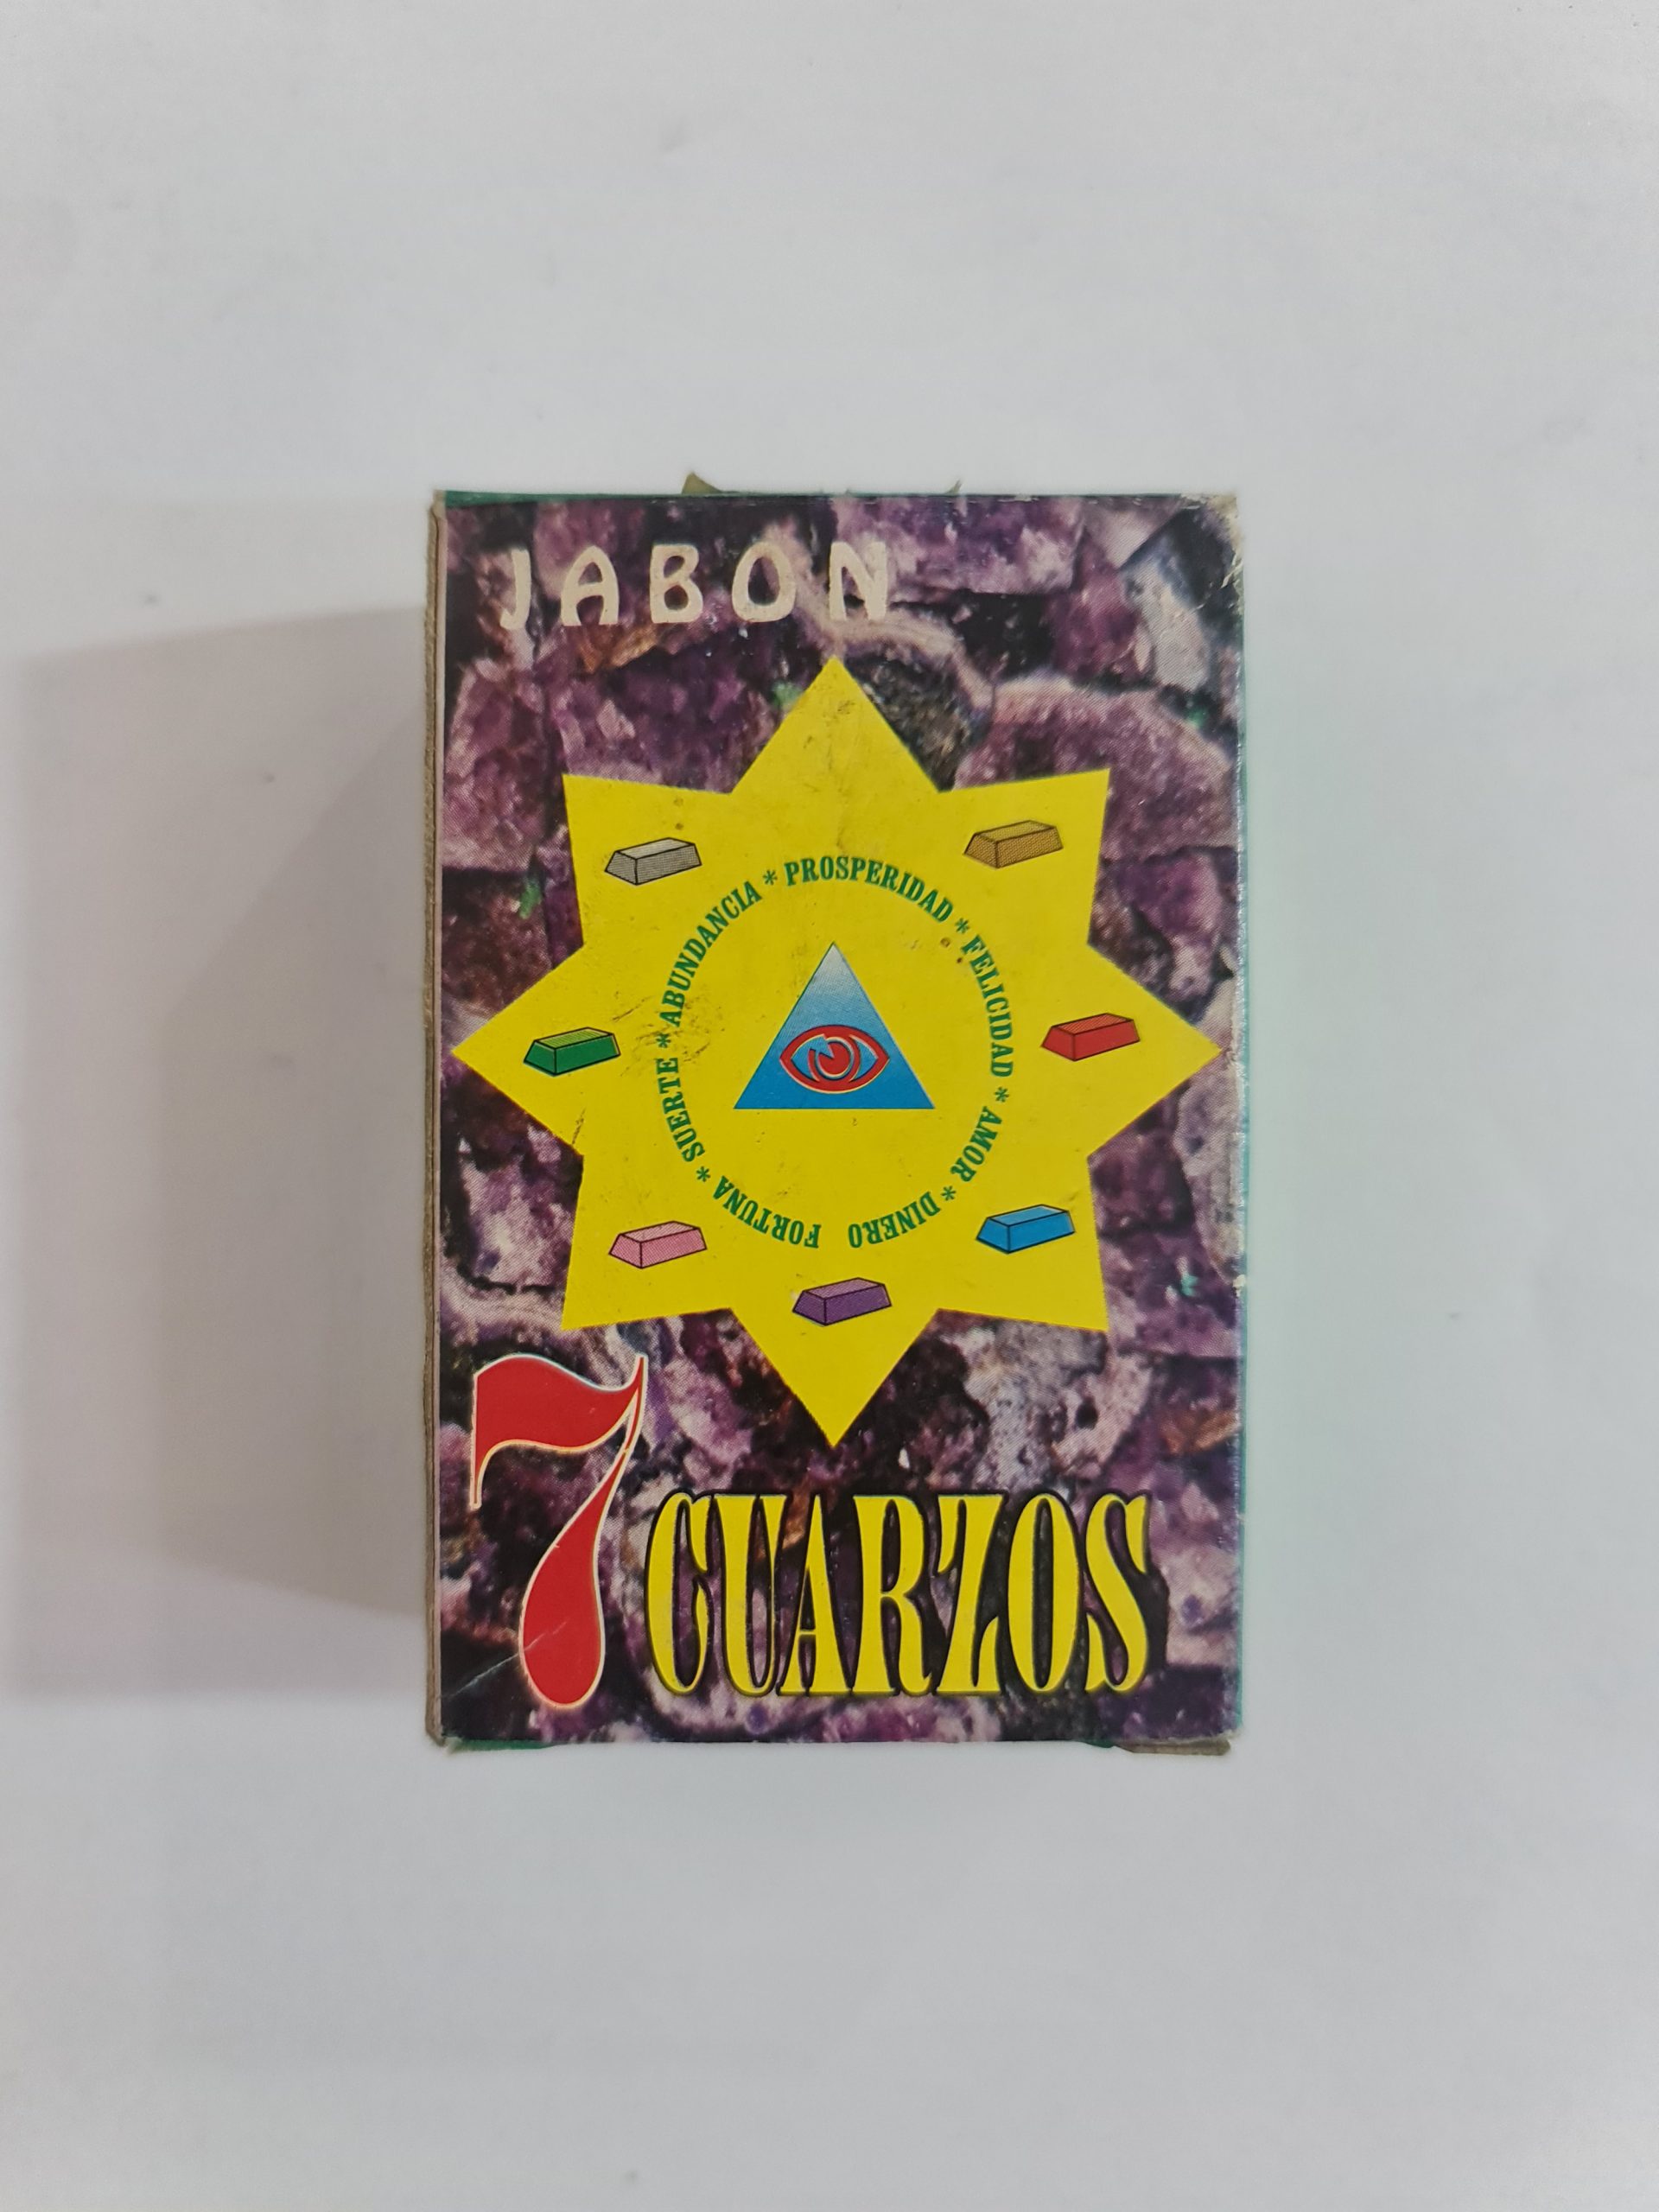 JABON
FORTUNA * SUERTE * ABUNDANCIA * PROSPERIDAD * FELICIDAD * AMOR * DINERO
7 CUARZOS